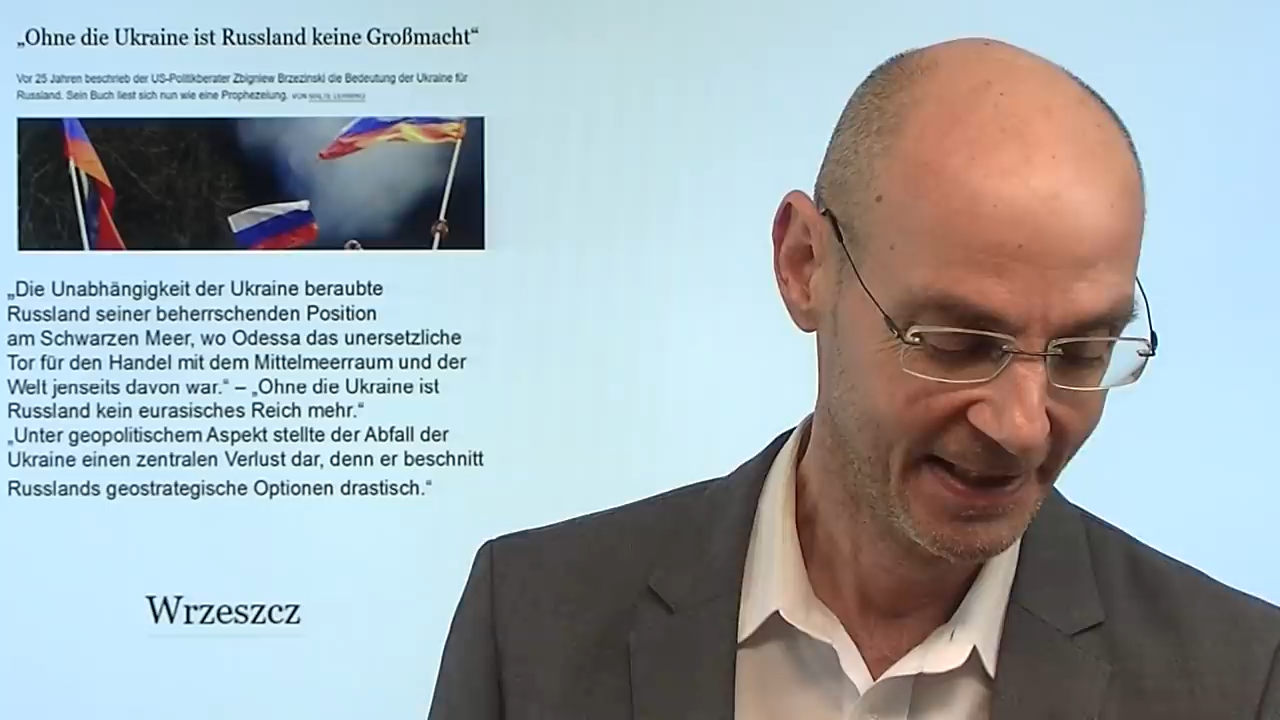 „Ohne die Ukraine ist Russland keine Großmacht“
Vor 25 Jahren beschrieb der US-Politikberater Zbigniew Brzezinski die Bedeutung der Ukraine für
Russland. Sein Buch liest sich nun wie eine Prophezeiung. VON MALTE LEHMING
„Die Unabhängigkeit der Ukraine beraubte
Russland seiner beherrschenden Position
am Schwarzen Meer, wo Odessa das unersetzliche
Tor für den Handel mit dem Mittelmeerraum und der
Welt jenseits davon war.“ – „Ohne die Ukraine ist
Russland kein eurasisches Reich mehr.“
„Unter geopolitischem Aspekt stellte der Abfall der
Ukraine einen zentralen Verlust dar, denn er beschnitt
Russlands geostrategische Optionen drastisch.“
Wrzeszcz